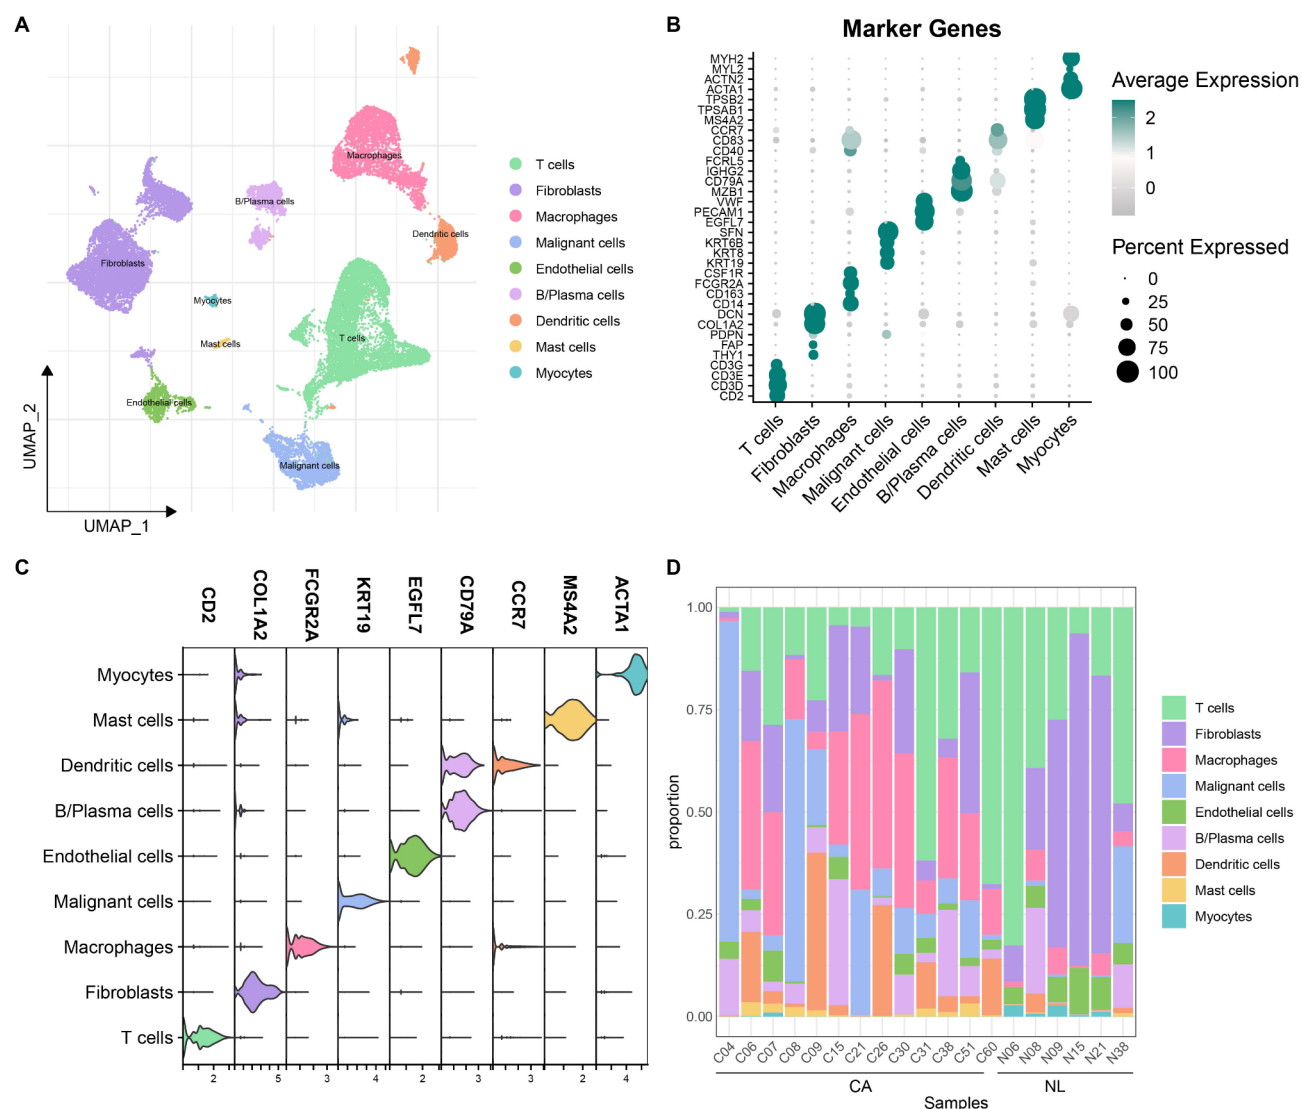 A
Macrophages
B/Plasma cells
Dendritic cells
Fibroblasts
Myocytes
Mast cells
T cells
Endothelial cells
Malignant cells
UMAP_2
UMAP_1
T cells
Fibroblasts
Macrophages
Malignant cells
Endothelial cells
B/Plasma cells
Dendritic cells
Mast cells
Myocytes
B
Marker Genes
MYH2
MYL2
ACTN2
ACTA1
TPSB2
TPSAB1
MS4A2
CCR7
CD83
CD40
FCRL5
IGHG2
CD79A
MZB1
VWF
PECAM1
EGFL7
SFN
KRT6B
KRT8
KRT19
CSF1R
FCGR2A
CD163
CD14
DCN
COL1A2
PDPN
FAP
THY1
CD3G
CD3E
CD3D
CD2
T cells
Fibroblasts
Macrophages
Malignant cells
Endothelial cells
B/Plasma cells
Dendritic cells
Mast cells
Myocytes
Average Expression
2
1
0
Percent Expressed
0
25
50
75
100
C
CD2
COL1A2
FCGR2A
KRT19
EGFL7
CD79A
CCR7
MS4A2
ACTA1
Myocytes
Mast cells
Dendritic cells
B/Plasma cells
Endothelial cells
Malignant cells
Macrophages
Fibroblasts
T cells
2 5 3 4 2 3 3 2 4
D
proportion
1.00
0.75
0.50
0.25
0.00
C04 C06 C07 C08 C09 C15 C21 C26 C30 C31 C38 C51 C60 N06 N08 N09 N15 N21 N38
CA NL
Samples
T cells
Fibroblasts
Macrophages
Malignant cells
Endothelial cells
B/Plasma cells
Dendritic cells
Mast cells
Myocytes